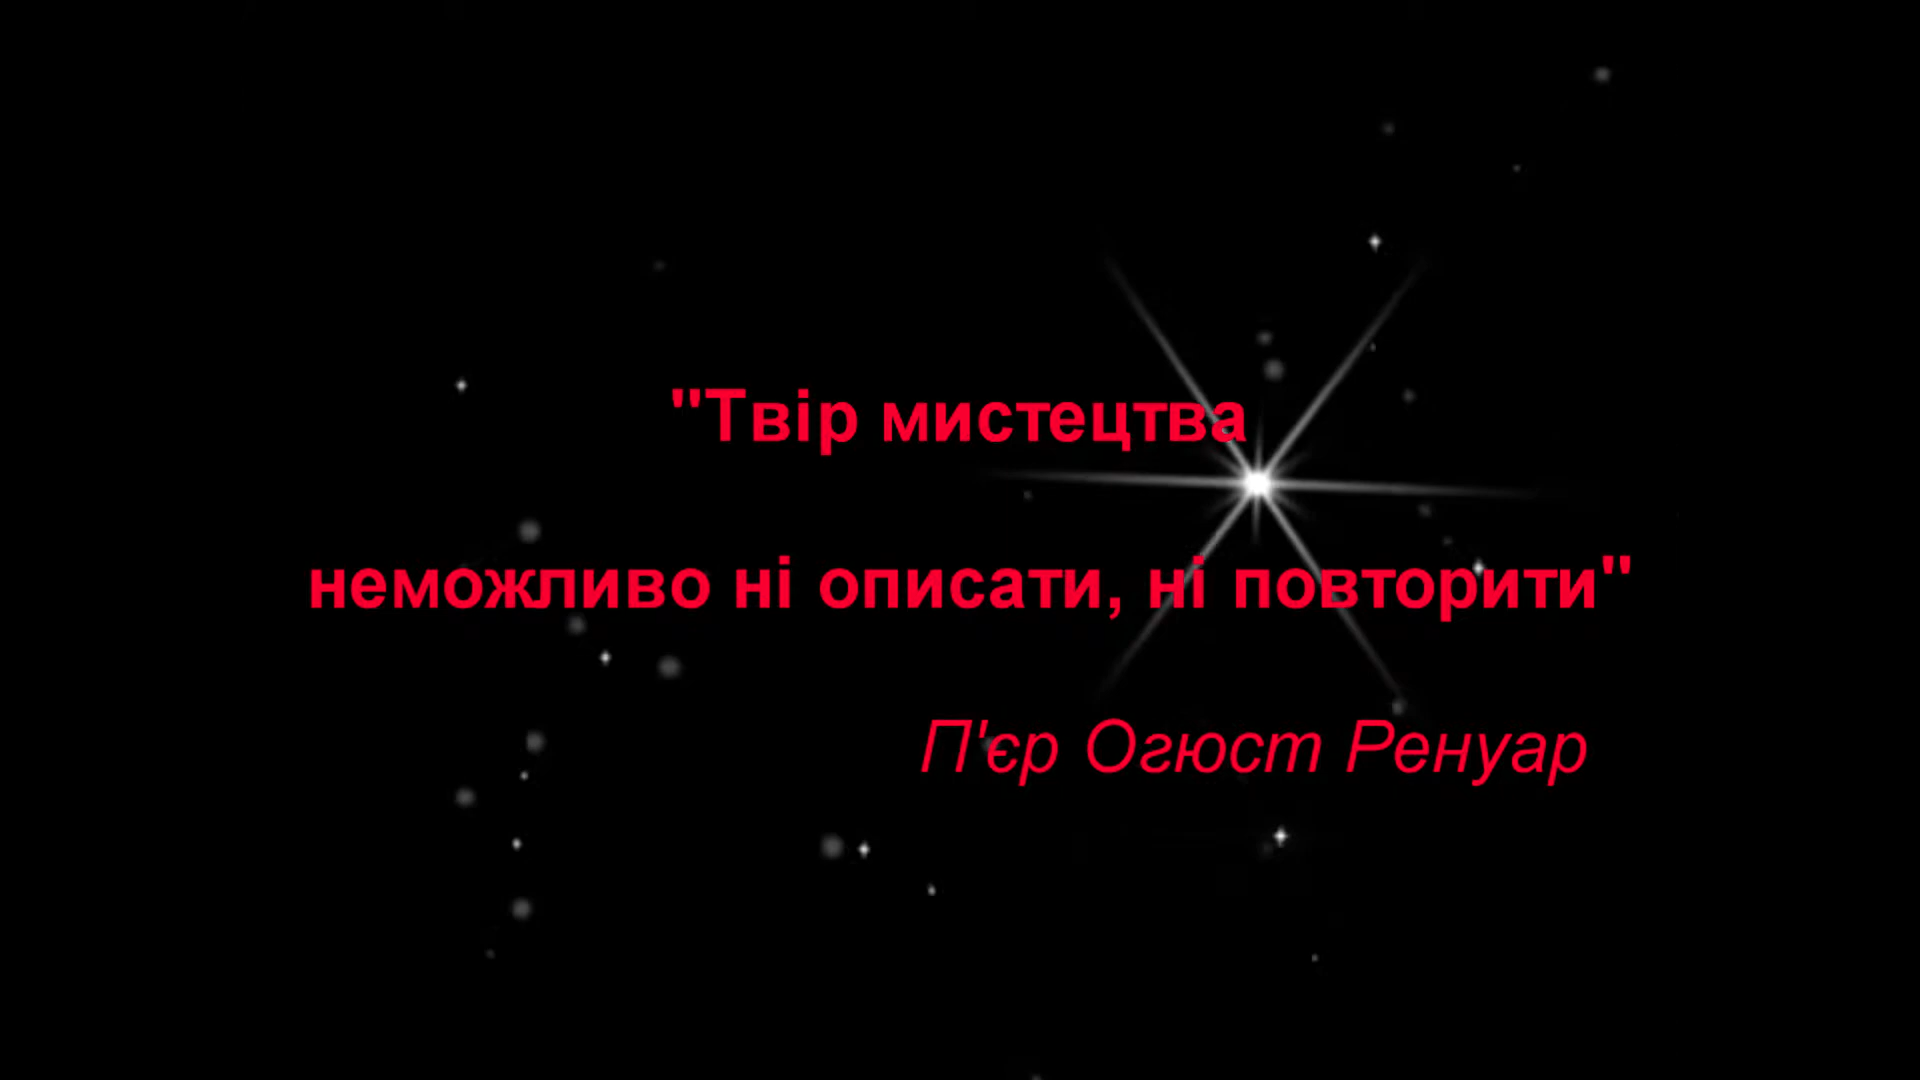 "Твір мистецтва
неможливо ні описати, ні повторити"
П'єр Огюст Ренуар